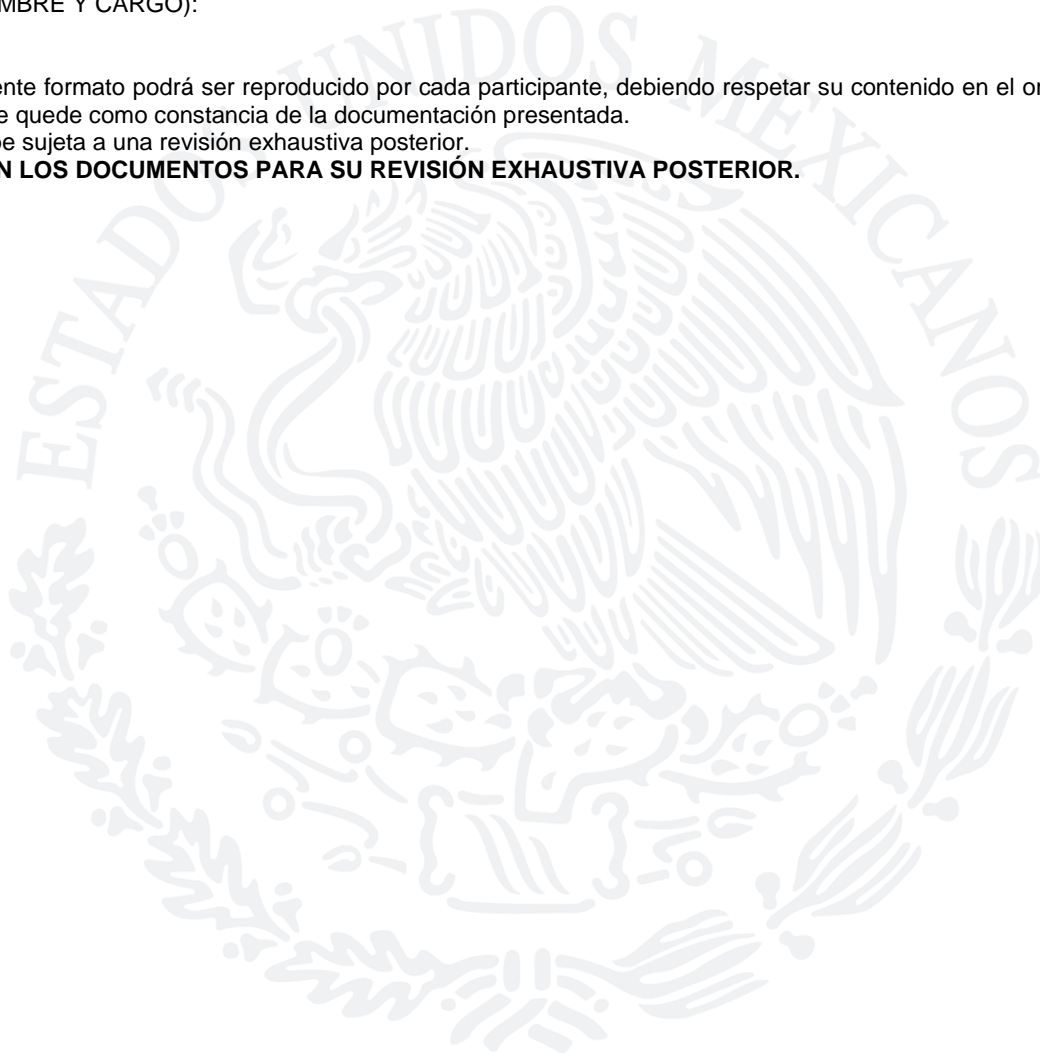 MBRE Y CARGO):
ente formato podrá ser reproducido por cada participante, debiendo respetar su contenido en el or
e quede como constancia de la documentación presentada.
be sujeta a una revisión exhaustiva posterior.
N LOS DOCUMENTOS PARA SU REVISIÓN EXHAUSTIVA POSTERIOR.
ESTADOS UNIDOS MEXICANOS